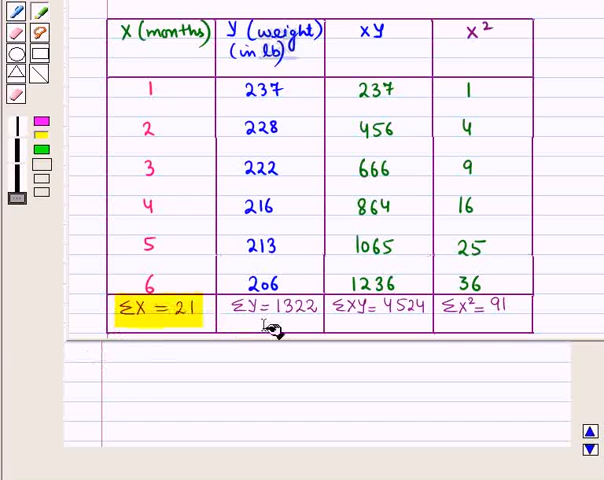 X (months) Y (weight) (in lb) XY X²
1 237 237 1
2 228 456 4
3 222 666 9
4 216 864 16
5 213 1065 25
6 206 1236 36
ΣX = 21 ΣY = 1322 ΣXY = 4524 ΣX² = 91